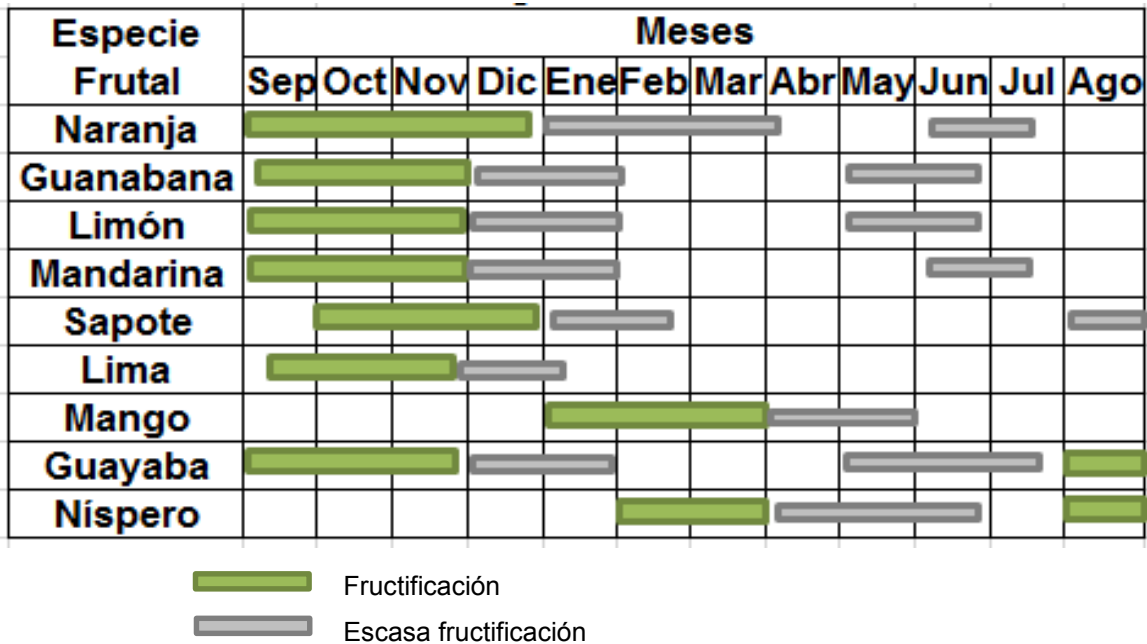 Especie Meses
Frutal Sep Oct Nov Dic Ene Feb Mar Abr May Jun Jul Ago
Naranja
Guanabana
Limón
Mandarina
Sapote
Lima
Mango
Guayaba
Níspero
Fructificación
Escasa fructificación